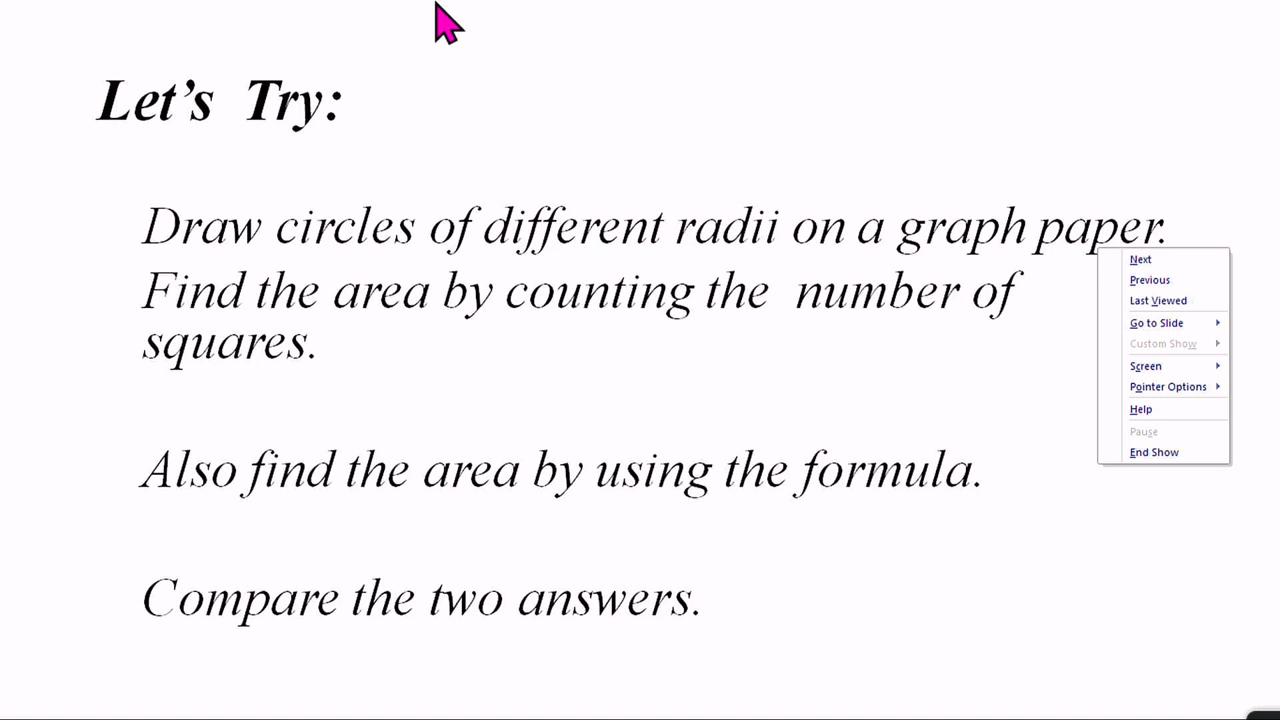 Let’s Try:
Draw circles of different radii on a graph paper.
Find the area by counting the number of
squares.
Also find the area by using the formula.
Compare the two answers.
Next
Previous
Last Viewed
Go to Slide
Custom Show
Screen
Pointer Options
Help
Pause
End Show